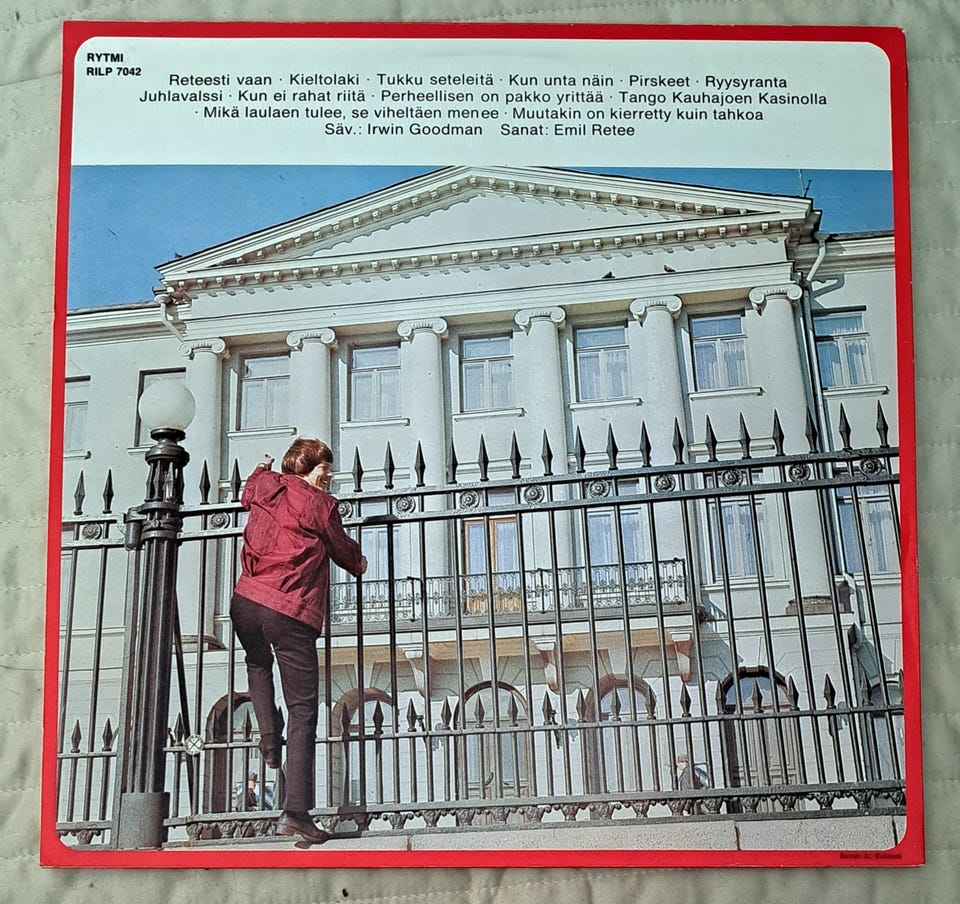 RYTMI
RILP 7042
Reteesti vaan · Kieltolaki · Tukku seteleitä · Kun unta näin · Pirskeet · Ryysyranta
Juhlavalssi · Kun ei rahat riitä · Perheellisen on pakko yrittää · Tango Kauhajoen Kasinolla
· Mikä laulaen tulee, se viheltäen menee · Muutakin on kierretty kuin tahkoa
Säv.: Irwin Goodman Sanat: Emil Retee
Kuvat: A.